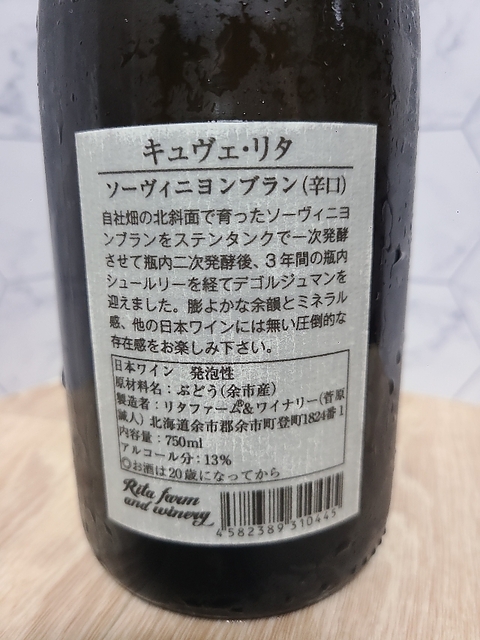 キュヴェ・リタ
ソーヴィニヨンブラン(辛口)
自社畑の北斜面で育ったソーヴィニヨ
ンブランをステンタンクで一次発酵
させて瓶内二次発酵後、3年間の瓶内
シュールリーを経てデゴルジュマンを
迎えました。膨よかな余韻とミネラル
感、他の日本ワインには無い圧倒的な
存在感をお楽しみ下さい。
日本ワイン 発泡性
原材料名:ぶどう(余市産)
製造者:リタファーム®&ワイナリー(菅原
誠人) 北海道余市郡余市町登町1824番1
内容量:750ml
アルコール分:13%
◎お酒は20歳になってから
Rita farm
and winery
4582389310445